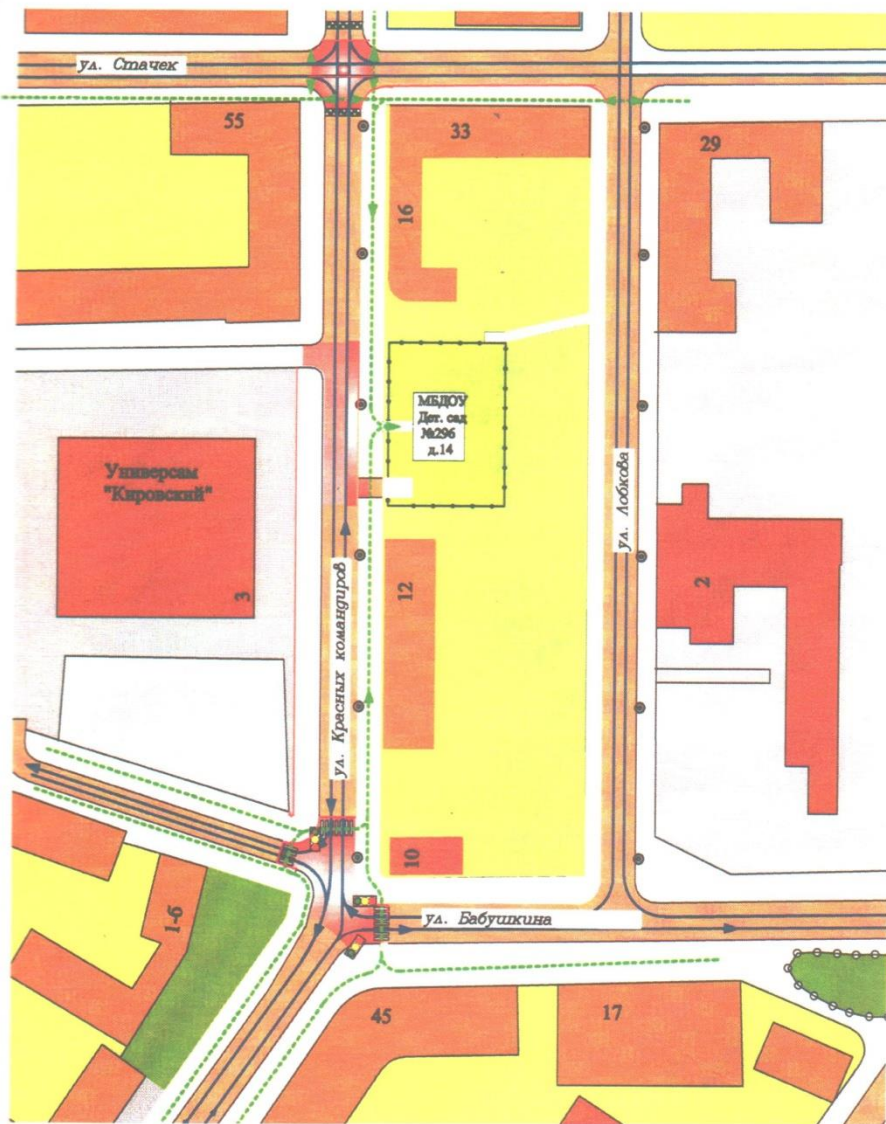 ул. Стачек
55
33
29
16
МБДОУ
Дет. сад
№296
д.14
Универсам
"Кировский"
3
ул. Лобкова
ул. Красных командиров
12
2
10
1-б
ул. Бабушкина
45
17